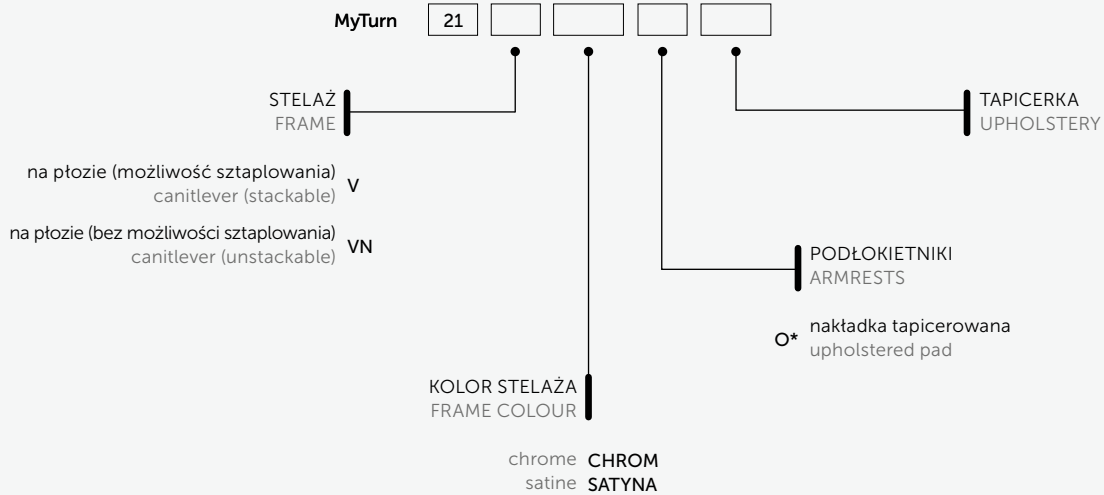 MyTurn 21
STELAŻ
FRAME
na płozie (możliwość sztaplowania)
canitlever (stackable)
V
na płozie (bez możliwości sztaplowania)
canitlever (unstackable)
VN
TAPICERKA
UPHOLSTERY
PODŁOKIETNIKI
ARMRESTS
O*
nakładka tapicerowana
upholstered pad
KOLOR STELAŻA
FRAME COLOUR
chrome CHROM
satine SATYNA